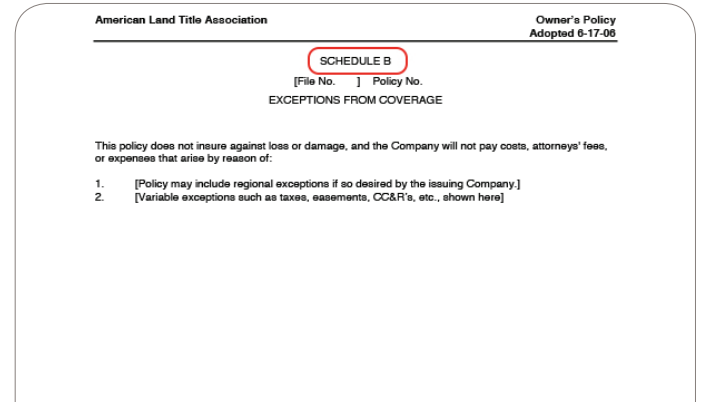 American Land Title Association Owner's Policy
Adopted 6-17-06
SCHEDULE B
[File No. ] Policy No.
EXCEPTIONS FROM COVERAGE
This policy does not insure against loss or damage, and the Company will not pay costs, attorneys' fees,
or expenses that arise by reason of:
1. [Policy may include regional exceptions if so desired by the issuing Company.]
2. [Variable exceptions such as taxes, easements, CC&R's, etc., shown here]